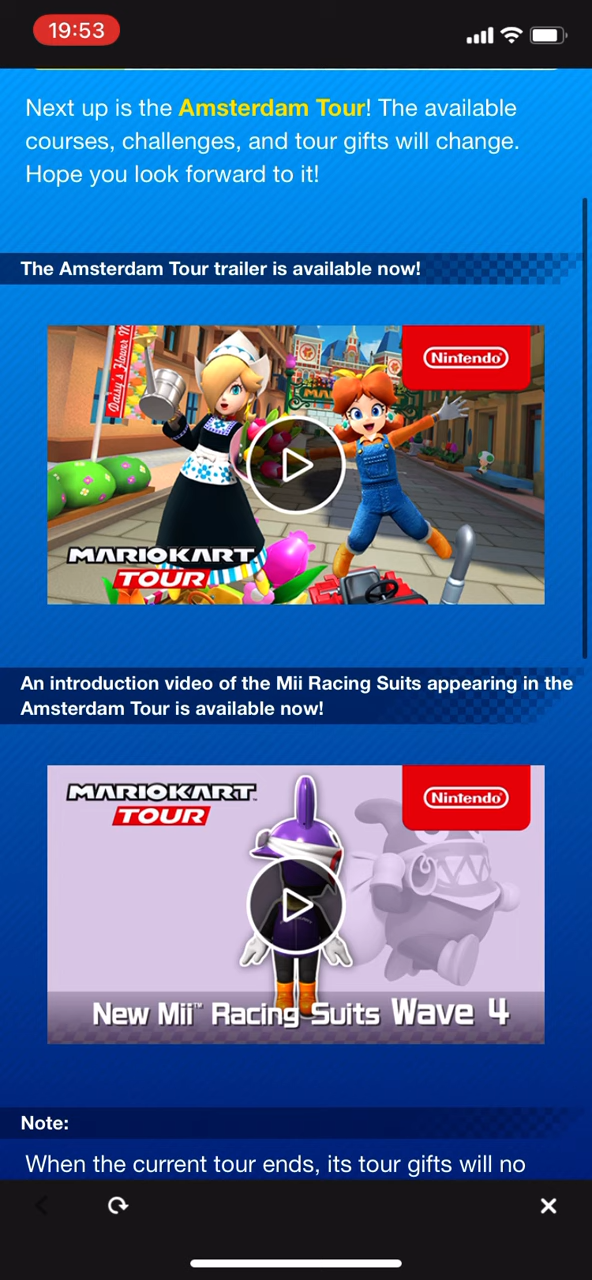 19:53
Next up is the Amsterdam Tour! The available
courses, challenges, and tour gifts will change.
Hope you look forward to it!
The Amsterdam Tour trailer is available now!
Daisy's Flower
Nintendo
MARIOKART
TOUR
An introduction video of the Mii Racing Suits appearing in the
Amsterdam Tour is available now!
MARIOKART
TOUR
Nintendo
New Mii™ Racing Suits Wave 4
Note:
When the current tour ends, its tour gifts will no